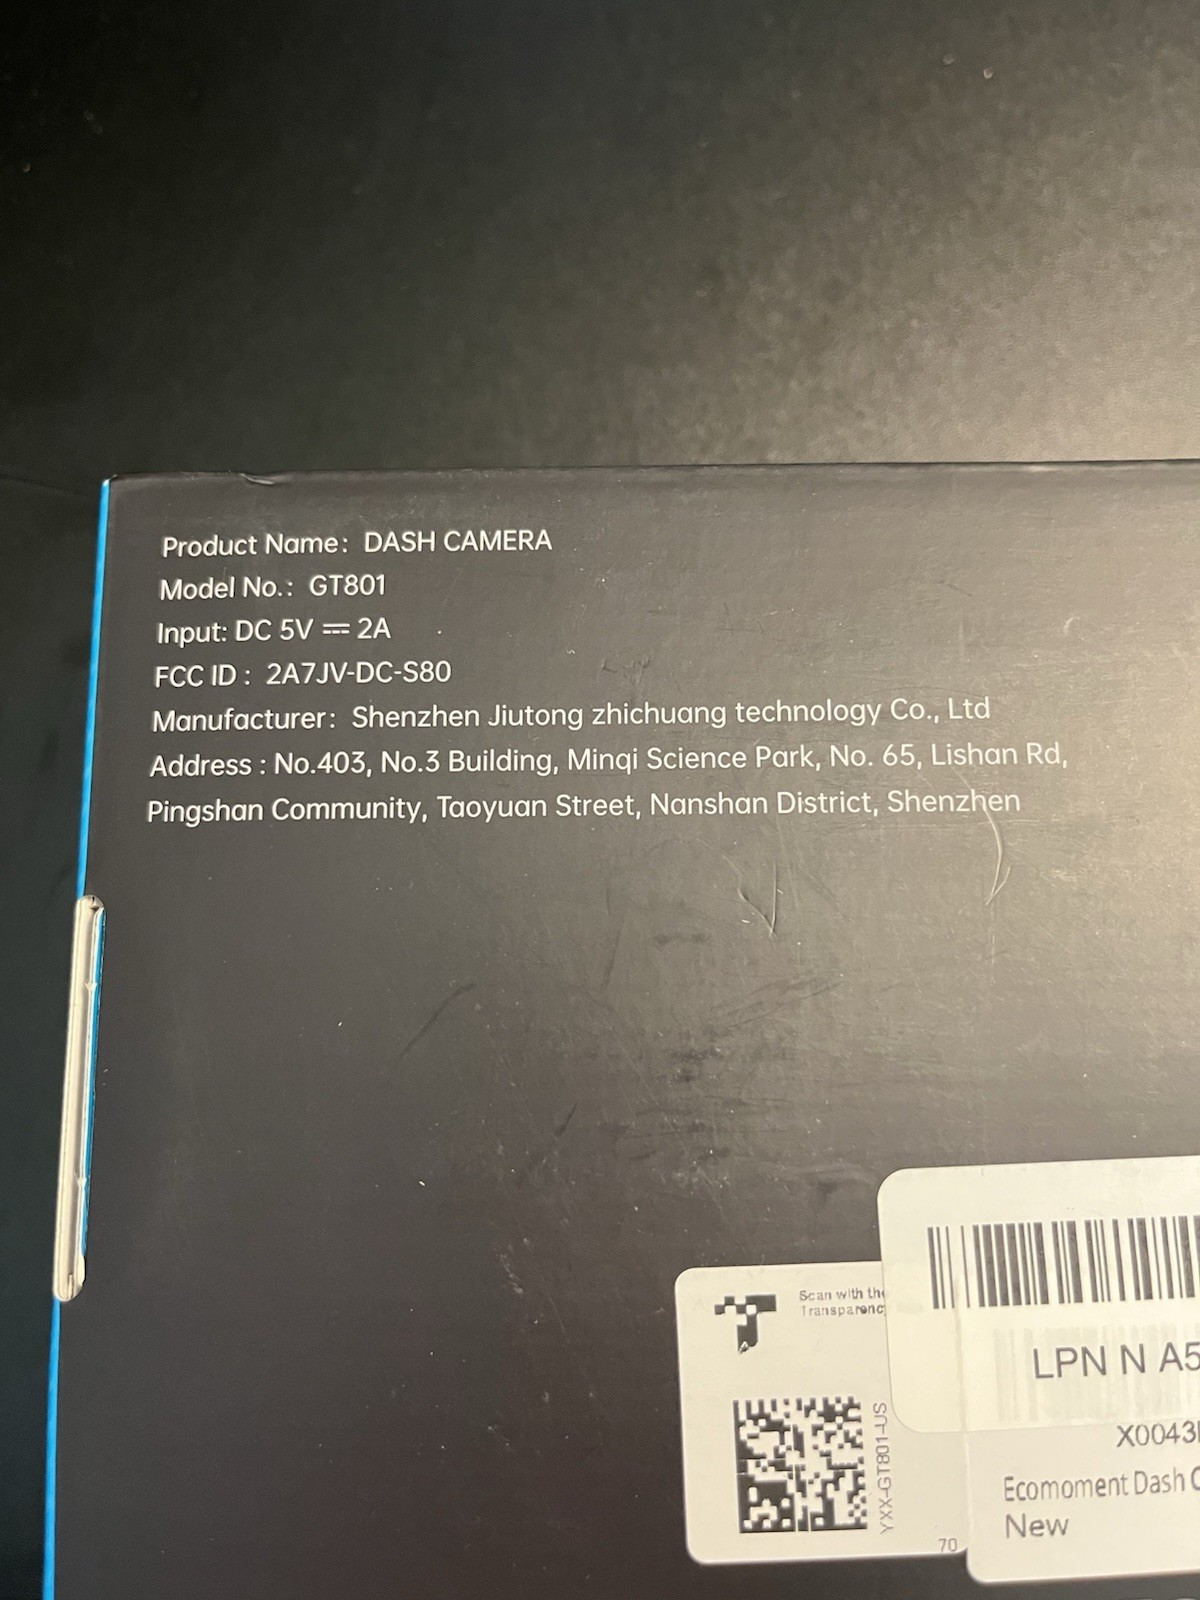 Product Name: DASH CAMERA
Model No.: GT801
Input: DC 5V ⎓ 2A
FCC ID : 2A7JV-DC-S80
Manufacturer: Shenzhen Jiutong zhichuang technology Co., Ltd
Address : No.403, No.3 Building, Minqi Science Park, No. 65, Lishan Rd,
Pingshan Community, Taoyuan Street, Nanshan District, Shenzhen
Scan with the
Transparenc
YXX-GT801-US
70
LPN N A5
X0043
Ecomoment Dash C
New